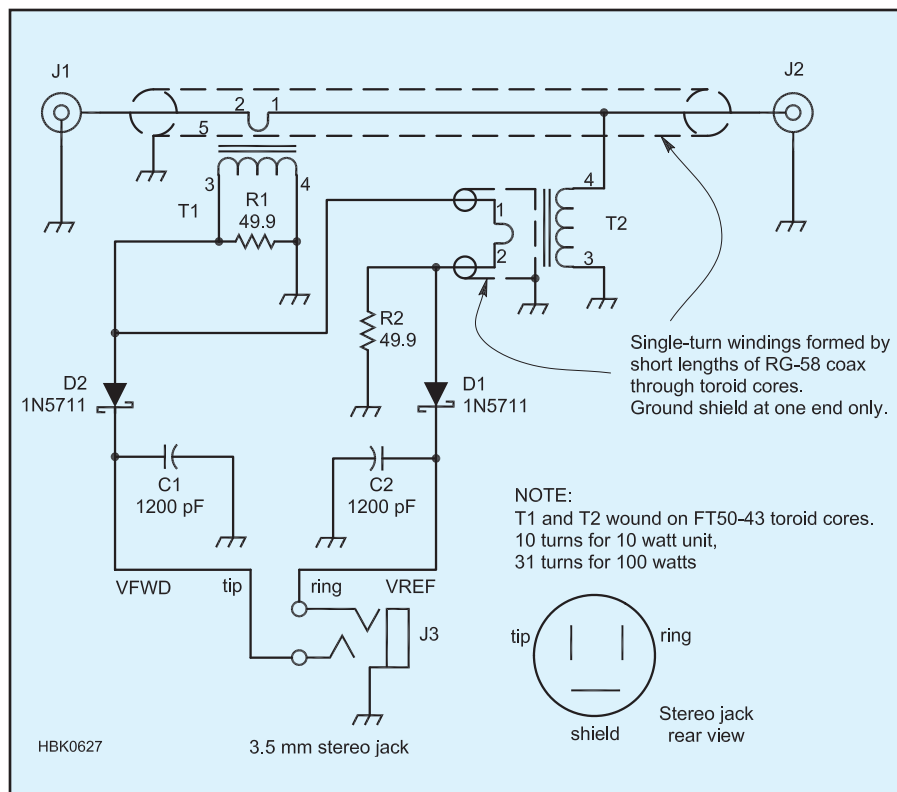 J1
J2
2
1
5
3
4
T1
R1
49.9
1
2
4
3
T2
R2
49.9
Single-turn windings formed by
short lengths of RG-58 coax
through toroid cores.
Ground shield at one end only.
D2
1N5711
D1
1N5711
C1
1200 pF
C2
1200 pF
NOTE:
T1 and T2 wound on FT50-43 toroid cores.
10 turns for 10 watt unit,
31 turns for 100 watts
VFWD
tip
ring
VREF
J3
tip
ring
shield
Stereo jack
rear view
HBK0627
3.5 mm stereo jack